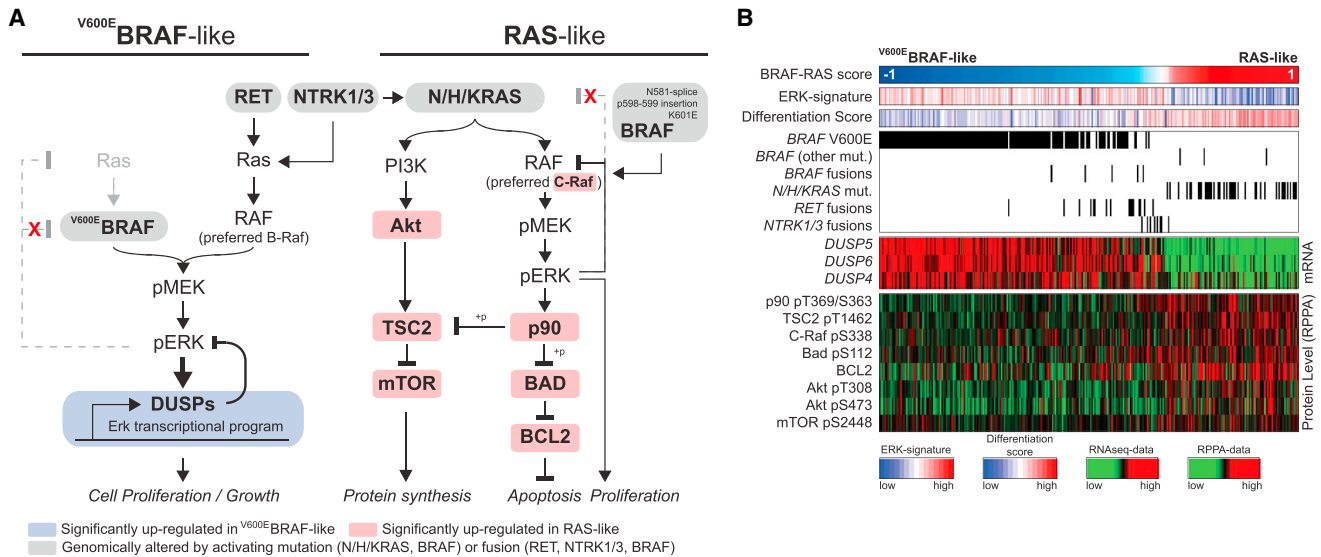 A
V600EBRAF-like
RAS-like
RET
NTRK1/3
N/H/KRAS
N581-splice
p598-599 insertion
K601E
BRAF
X
Ras
Ras
PI3K
RAF
(preferred C-Raf)
V600EBRAF
X
RAF
(preferred B-Raf)
Akt
pMEK
pMEK
pERK
pERK
TSC2
+p
p90
+p
mTOR
BAD
DUSPs
Erk transcriptional program
BCL2
Cell Proliferation / Growth
Protein synthesis
Apoptosis
Proliferation
Significantly up-regulated in V600EBRAF-like
Significantly up-regulated in RAS-like
Genomically altered by activating mutation (N/H/KRAS, BRAF) or fusion (RET, NTRK1/3, BRAF)
B
V600EBRAF-like
RAS-like
BRAF-RAS score
-1
1
ERK-signature
Differentiation Score
BRAF V600E
BRAF (other mut.)
BRAF fusions
N/H/KRAS mut.
RET fusions
NTRK1/3 fusions
DUSP5
DUSP6
DUSP4
mRNA
p90 pT369/S363
TSC2 pT1462
C-Raf pS338
Bad pS112
BCL2
Akt pT308
Akt pS473
mTOR pS2448
Protein Level (RPPA)
ERK-signature
low high
Differentiation
score
low high
RNAseq-data
low high
RPPA-data
low high